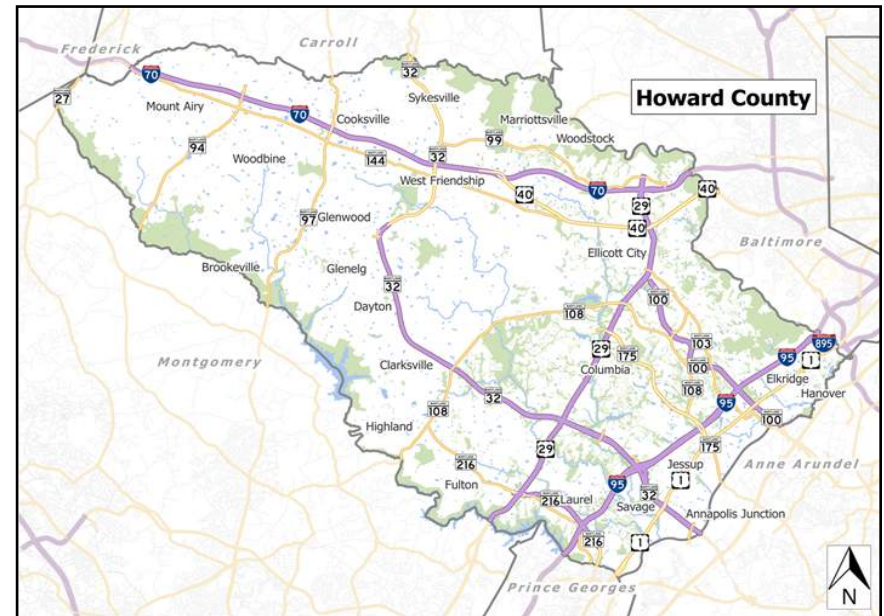 Frederick
Carroll
MARYLAND
32
INTERSTATE
70
27
Mount Airy
Sykesville
Howard County
INTERSTATE
70
Cooksville
Marriottsville
94
99
Woodstock
Woodbine
144
32
West Friendship
40
70
29
40
97
Glenwood
40
Baltimore
Ellicott City
Brookeville
Glenelg
32
Dayton
100
108
103
895
Montgomery
29
175
95
1
Clarksville
Columbia
100
Elkridge
32
108
Hanover
108
95
100
Highland
29
175
Anne Arundel
216
Jessup
Fulton
95
1
216
Laurel
32
Savage
Annapolis Junction
216
1
Prince Georges
N